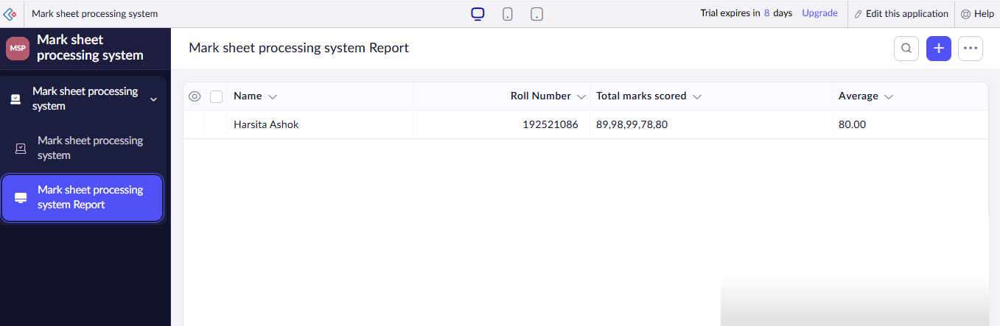 Mark sheet processing system
Trial expires in 8 days Upgrade
Edit this application
Help
MSP
Mark sheet
processing system
Mark sheet processing
system
Mark sheet processing
system
Mark sheet processing
system Report
Mark sheet processing system Report
Name Roll Number Total marks scored Average
Harsita Ashok 192521086 89,98,99,78,80 80.00